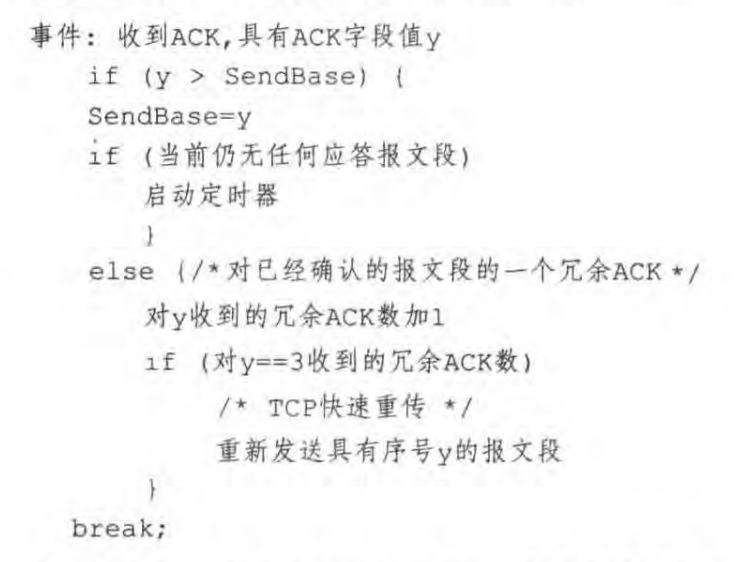 事件: 收到ACK,具有ACK字段值y
if (y > SendBase) {
SendBase=y
if (当前仍无任何应答报文段)
启动定时器
}
else {/*对已经确认的报文段的一个冗余ACK */
对y收到的冗余ACK数加1
if (对y==3收到的冗余ACK数)
/* TCP快速重传 */
重新发送具有序号y的报文段
}
break;